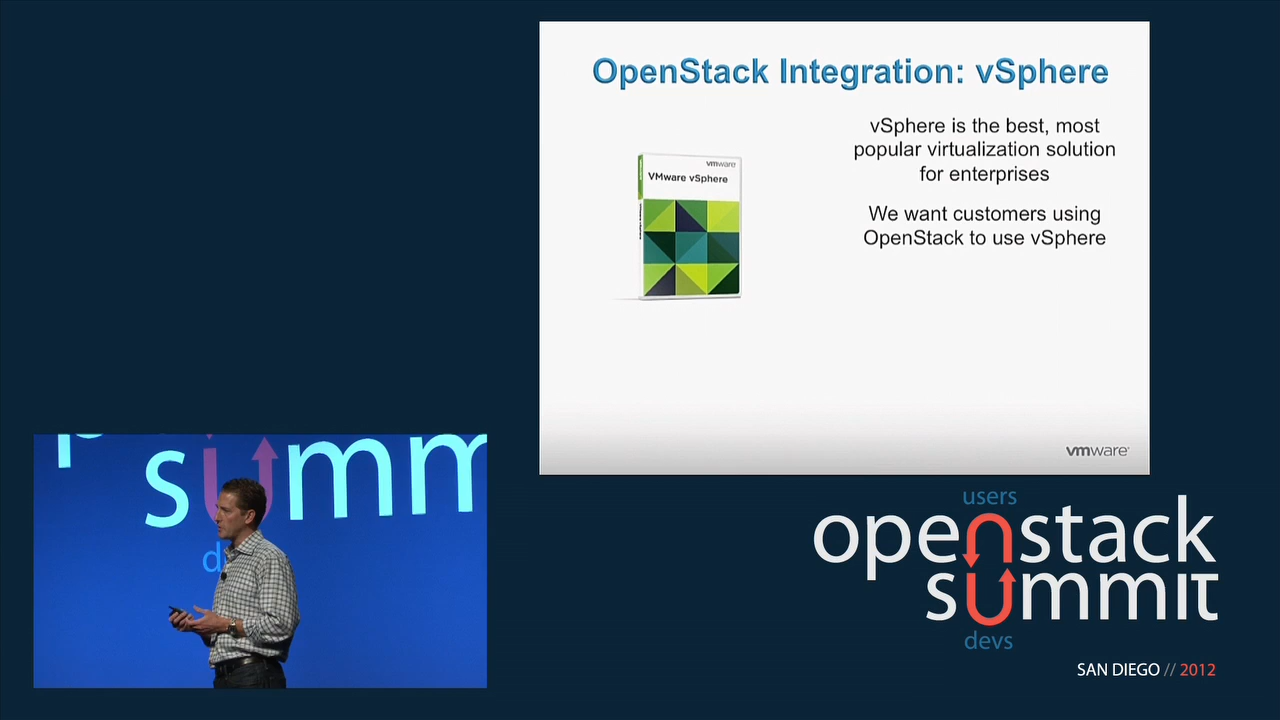 OpenStack Integration: vSphere
vSphere is the best, most
popular virtualization solution
for enterprises
We want customers using
OpenStack to use vSphere
vmware
VMware vSphere
vmware
summ
d
users
openstack
summit
devs
SAN DIEGO // 2012